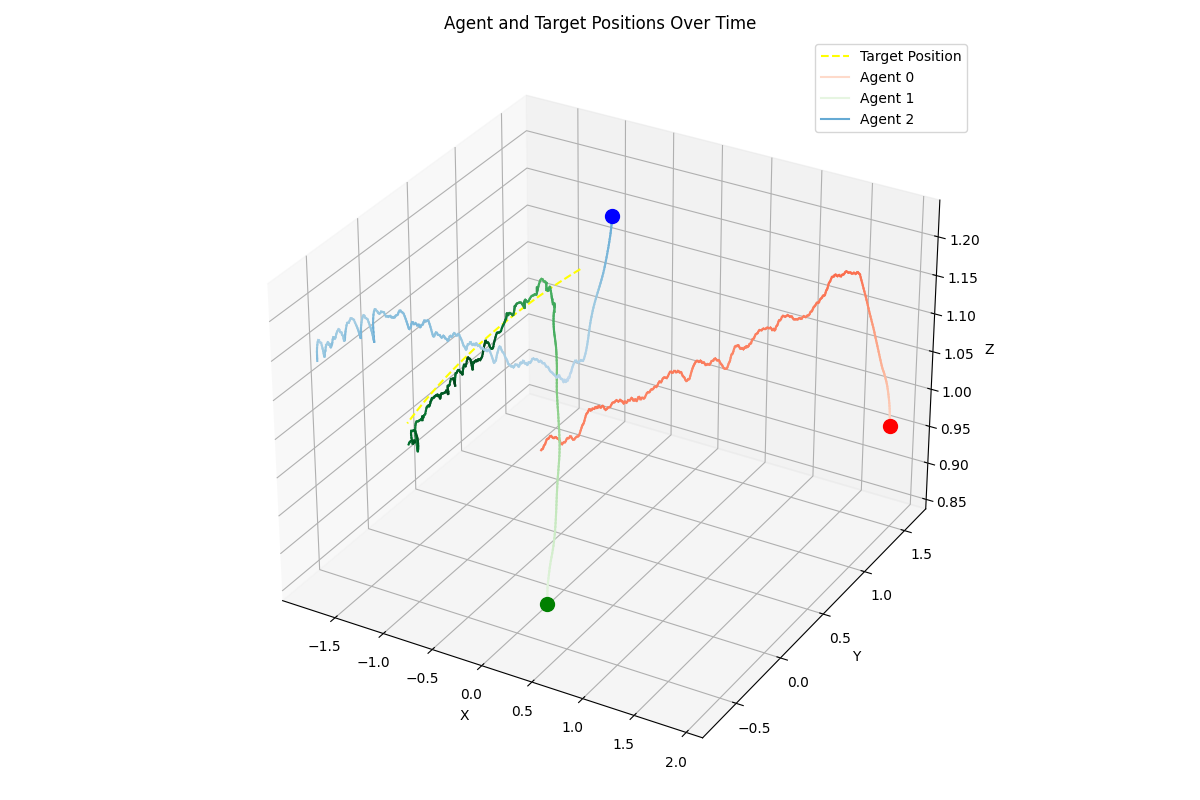 Agent and Target Positions Over Time
Target Position
Agent 0
Agent 1
Agent 2
1.20
1.15
1.10
1.05
Z
1.00
0.95
0.90
0.85
1.5
1.0
0.5
Y
0.0
−0.5
−1.5
−1.0
−0.5
0.0
X
0.5
1.0
1.5
2.0